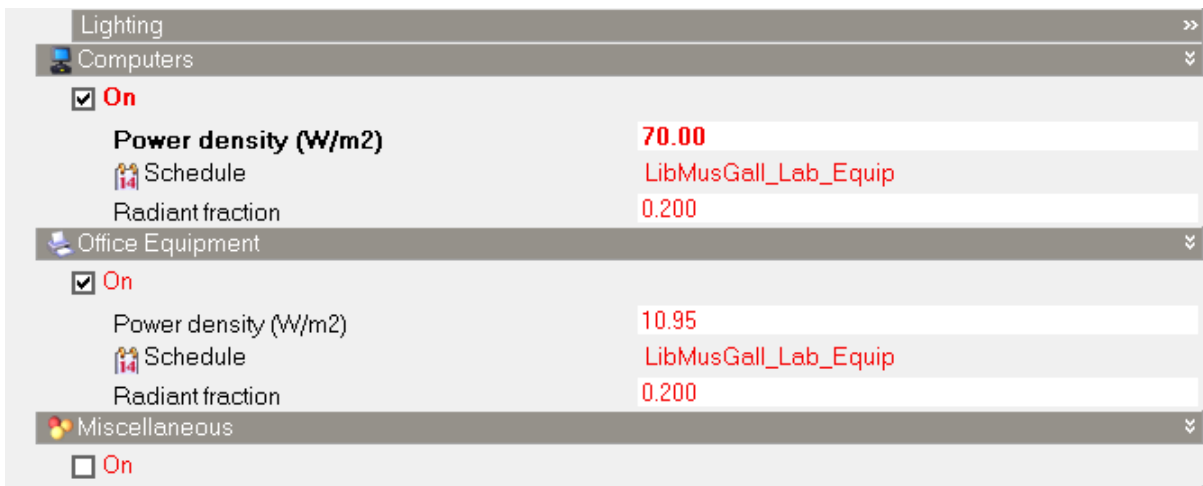 Lighting
Computers
On
Power density (W/m2) 70.00
Schedule LibMusGall_Lab_Equip
Radiant fraction 0.200
Office Equipment
On
Power density (W/m2) 10.95
Schedule LibMusGall_Lab_Equip
Radiant fraction 0.200
Miscellaneous
On